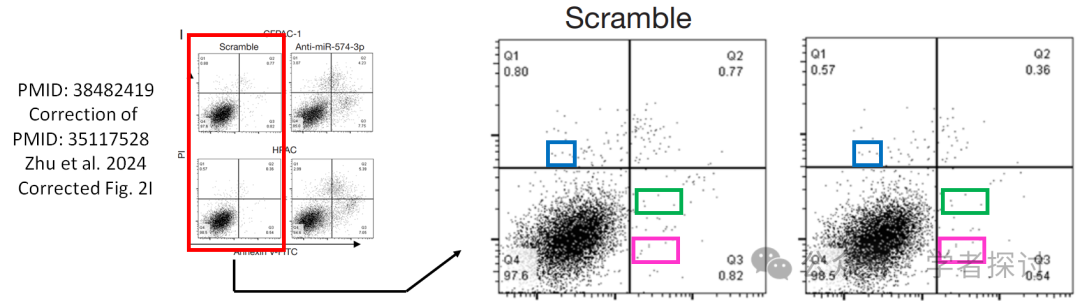 Scramble
PMID: 38482419
Correction of
PMID: 35117528
Zhu et al. 2024
Corrected Fig. 2I
I
CFPAC-1
Scramble
Anti-miR-574-3p
PI
HPAC
Annexin V-FITC
Q1
0.80
Q2
0.77
Q4
97.6
Q3
0.82
Q1
0.57
Q2
0.36
Q4
98.5
Q3
0.54
学者探讨